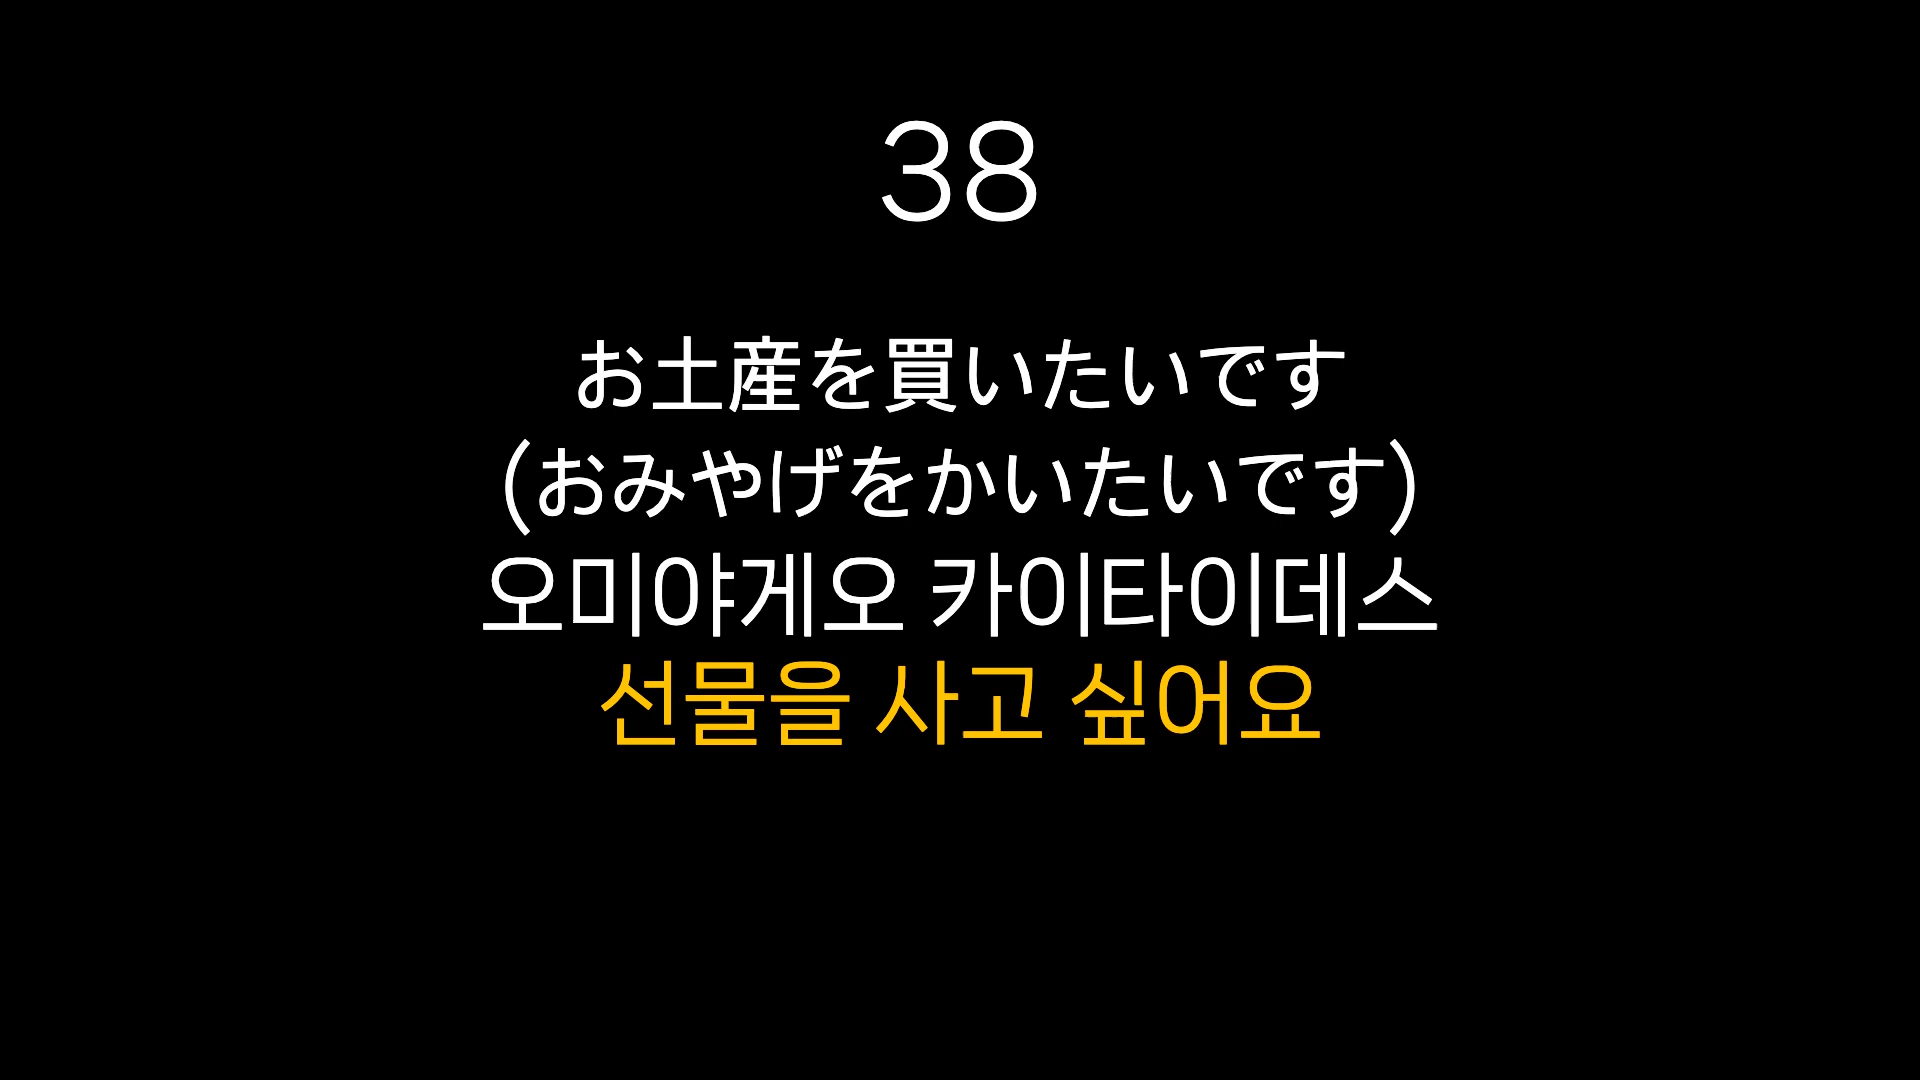 38
お土産を買いたいです
(おみやげをかいたいです)
오미야게오 카이타이데스
선물을 사고 싶어요